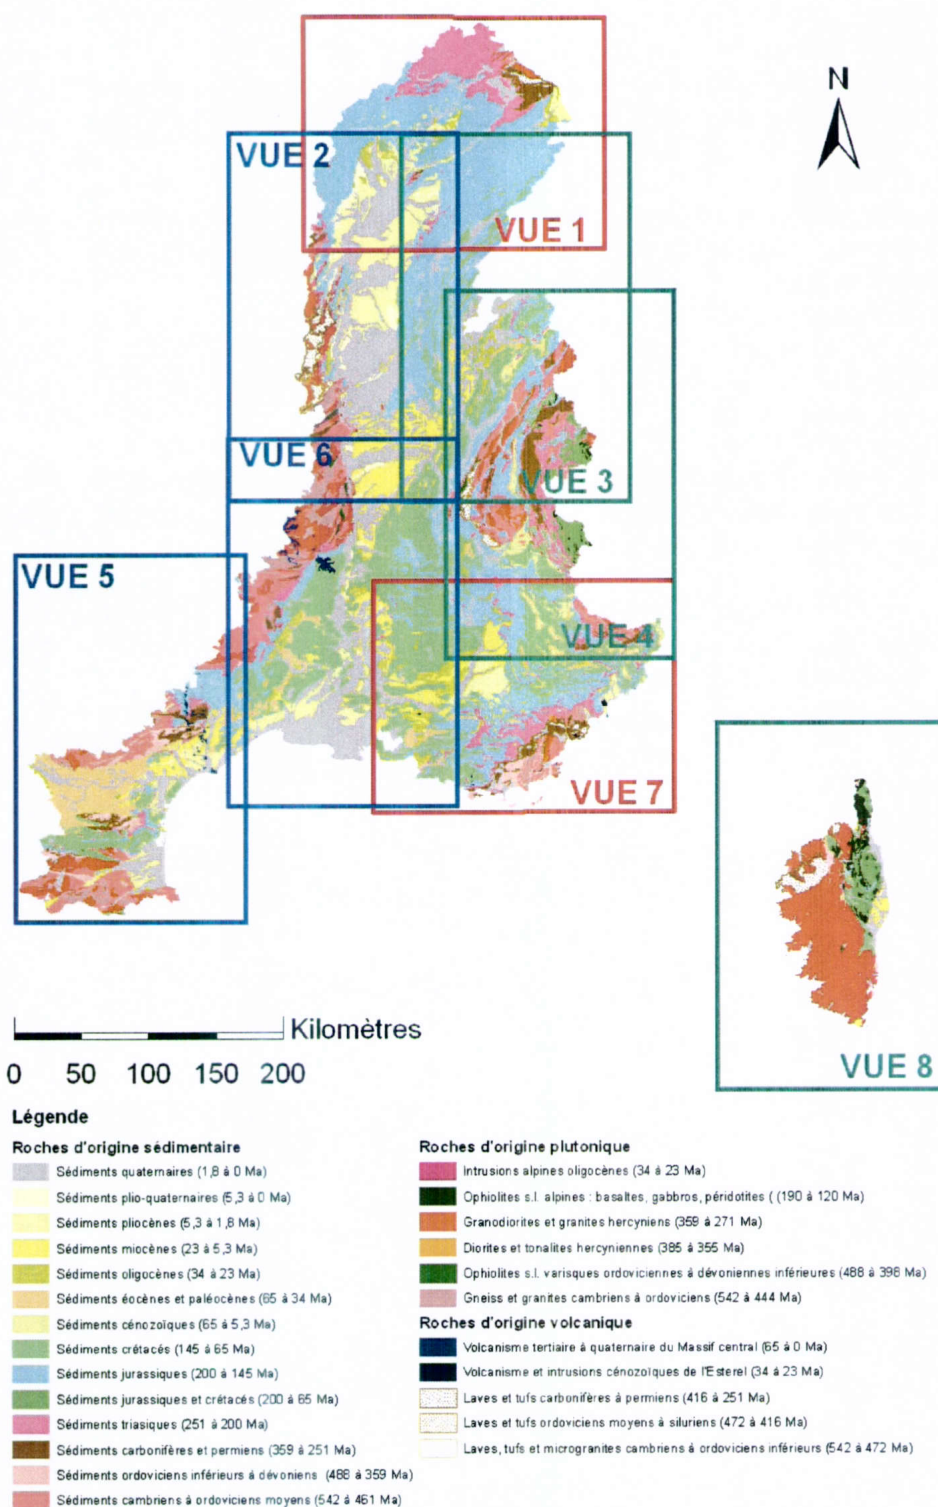 N
VUE 2
VUE 1
VUE 6
VUE 3
VUE 5
VUE 4
VUE 7
VUE 8
Kilomètres
0 50 100 150 200
Légende
Roches d'origine sédimentaire
Sédiments quaternaires (1,8 à 0 Ma)
Sédiments plio-quaternaires (5,3 à 0 Ma)
Sédiments pliocènes (5,3 à 1,8 Ma)
Sédiments miocènes (23 à 5,3 Ma)
Sédiments oligocènes (34 à 23 Ma)
Sédiments éocènes et paléocènes (65 à 34 Ma)
Sédiments cénozoïques (65 à 5,3 Ma)
Sédiments crétacés (145 à 65 Ma)
Sédiments jurassiques (200 à 145 Ma)
Sédiments jurassiques et crétacés (200 à 65 Ma)
Sédiments triasiques (251 à 200 Ma)
Sédiments carbonifères et permiens (359 à 251 Ma)
Sédiments ordoviciens inférieurs à dévoniens (488 à 359 Ma)
Sédiments cambriens à ordoviciens moyens (542 à 461 Ma)
Roches d'origine plutonique
Intrusions alpines oligocènes (34 à 23 Ma)
Ophiolites s.l. alpines : basaltes, gabbros, péridotites ( (190 à 120 Ma)
Granodiorites et granites hercyniens (359 à 271 Ma)
Diorites et tonalites hercyniennes (385 à 355 Ma)
Ophiolites s.l. varisques ordoviciennes à dévoniennes inférieures (488 à 398 Ma)
Gneiss et granites cambriens à ordoviciens (542 à 444 Ma)
Roches d'origine volcanique
Volcanisme tertiaire à quaternaire du Massif central (65 à 0 Ma)
Volcanisme et intrusions cénozoïques de l'Esterel (34 à 23 Ma)
Laves et tufs carbonifères à permiens (416 à 251 Ma)
Laves et tufs ordoviciens moyens à siluriens (472 à 416 Ma)
Laves, tufs et microgranites cambriens à ordoviciens inférieurs (542 à 472 Ma)